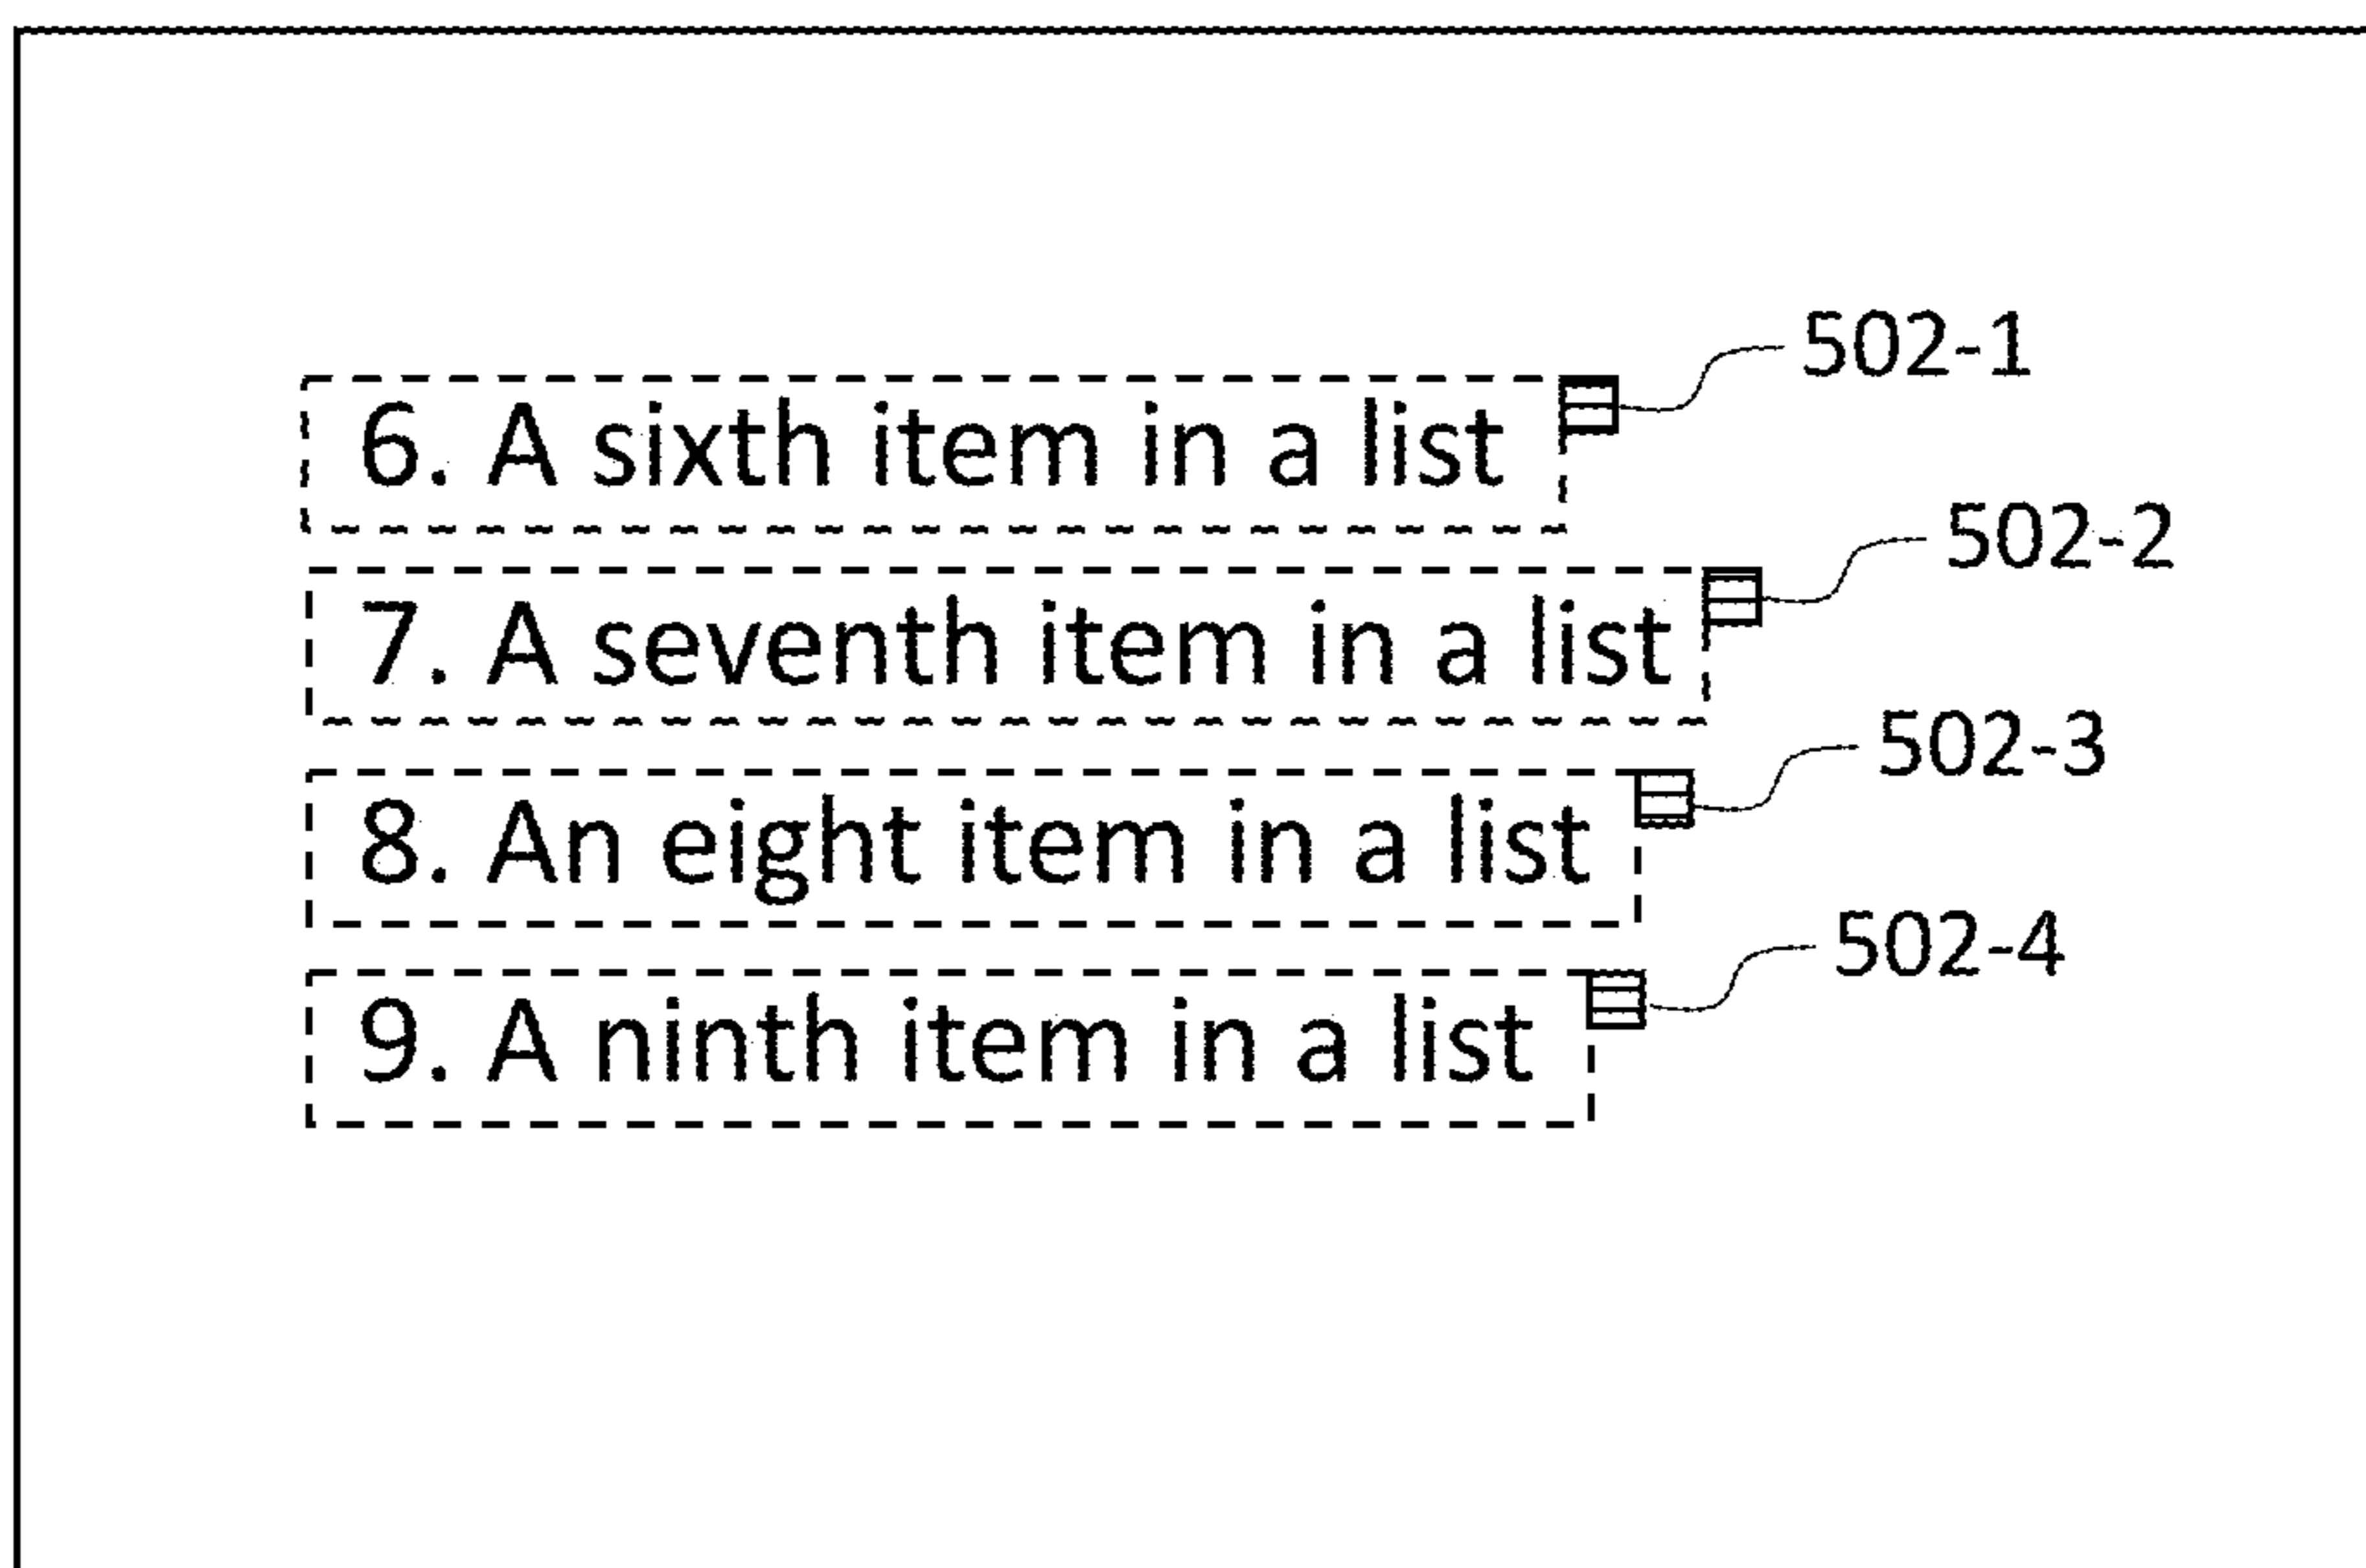 502-1
6. A sixth item in a list
502-2
7. A seventh item in a list
502-3
8. An eight item in a list
502-4
9. A ninth item in a list